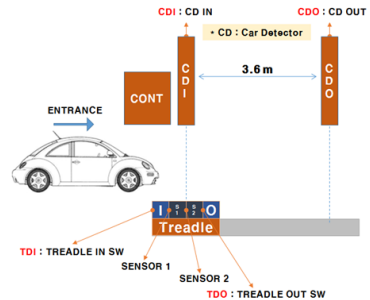 CDI : CD IN
CDO : CD OUT
* CD : Car Detector
CDI
CDO
3.6 m
CONT
ENTRANCE
I S1 S2 O
Treadle
TDI : TREADLE IN SW
SENSOR 1
SENSOR 2
TDO : TREADLE OUT SW